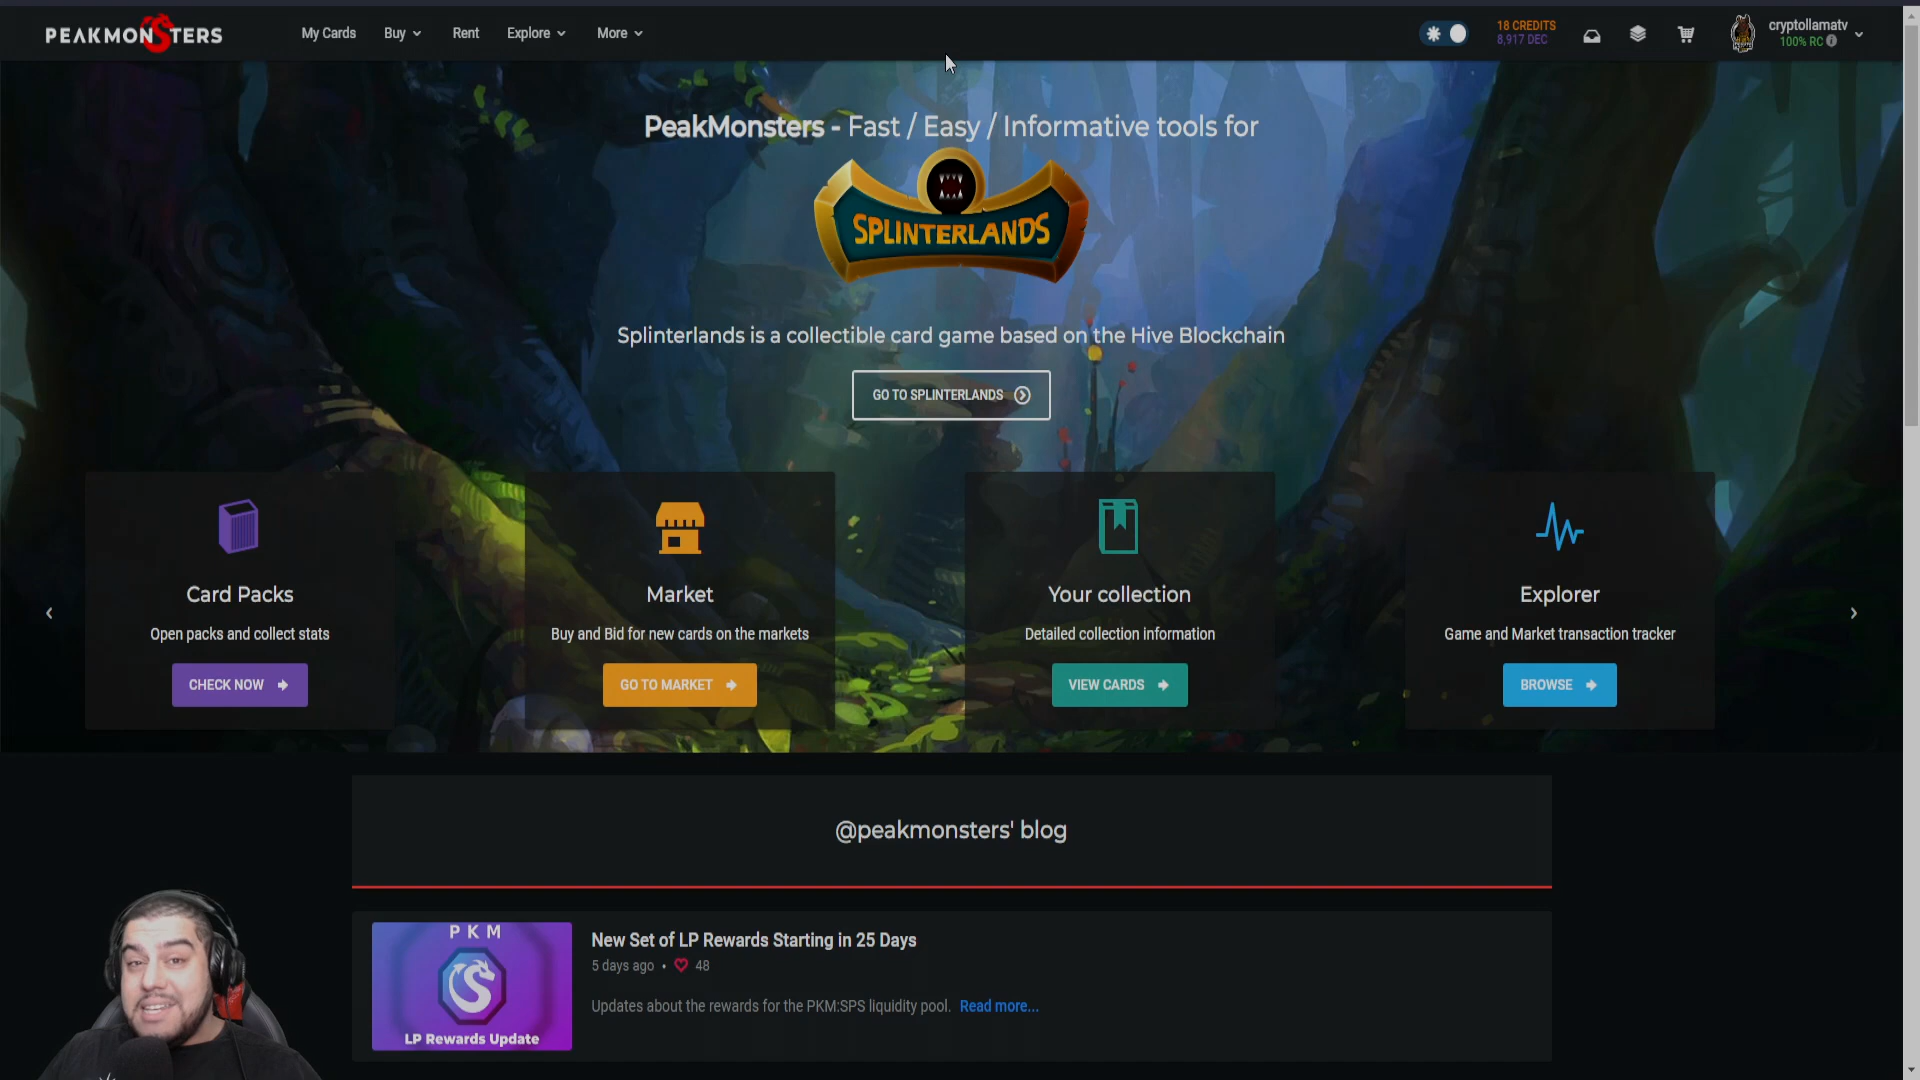 PEAKMONSTERS
My Cards
Buy
Rent
Explore
More
18 CREDITS
8,917 DEC
cryptollamatv
100% RC
PeakMonsters - Fast / Easy / Informative tools for
SPLINTERLANDS
Splinterlands is a collectible card game based on the Hive Blockchain
GO TO SPLINTERLANDS
Card Packs
Open packs and collect stats
CHECK NOW
Market
Buy and Bid for new cards on the markets
GO TO MARKET
Your collection
Detailed collection information
VIEW CARDS
Explorer
Game and Market transaction tracker
BROWSE
@peakmonsters' blog
PKM
LP Rewards Update
New Set of LP Rewards Starting in 25 Days
5 days ago • 48
Updates about the rewards for the PKM:SPS liquidity pool. Read more...